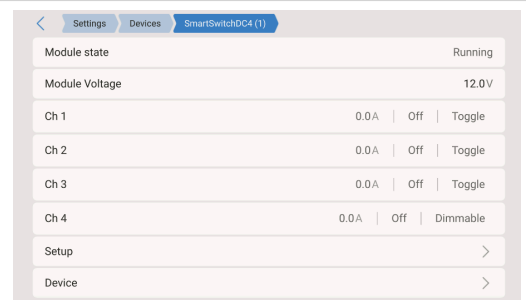 Settings Devices SmartSwitchDC4 (1)
Module state Running
Module Voltage 12.0V
Ch 1 0.0A | Off | Toggle
Ch 2 0.0A | Off | Toggle
Ch 3 0.0A | Off | Toggle
Ch 4 0.0A | Off | Dimmable
Setup
Device